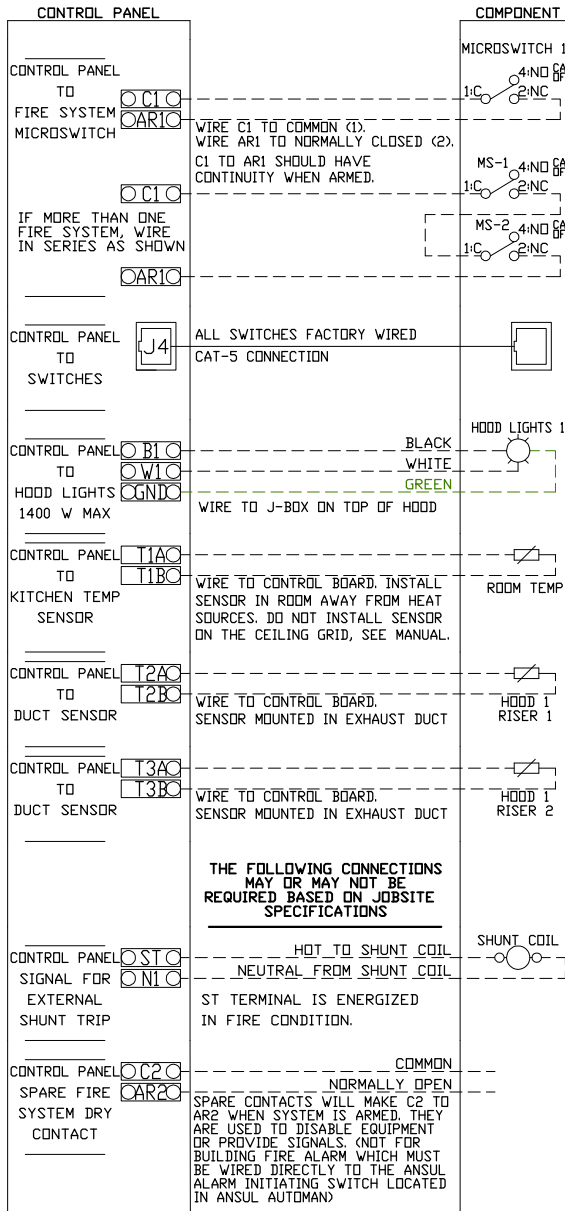 CONTROL PANEL
COMPONENT
MICROSWITCH 1
CONTROL PANEL
TO
FIRE SYSTEM
MICROSWITCH
C1
AR1
1:C
4:NO
2:NC
WIRE C1 TO COMMON (1).
WIRE AR1 TO NORMALLY CLOSED (2).
C1 TO AR1 SHOULD HAVE
CONTINUITY WHEN ARMED.
C1
MS-1
1:C
4:NO
2:NC
IF MORE THAN ONE
FIRE SYSTEM, WIRE
IN SERIES AS SHOWN
MS-2
1:C
4:NO
2:NC
AR1
CONTROL PANEL
TO
SWITCHES
J4
ALL SWITCHES FACTORY WIRED
CAT-5 CONNECTION
CONTROL PANEL
TO
HOOD LIGHTS
1400 W MAX
B1
W1
GND
BLACK
WHITE
GREEN
HOOD LIGHTS 1
WIRE TO J-BOX ON TOP OF HOOD
CONTROL PANEL
TO
KITCHEN TEMP
SENSOR
T1A
T1B
WIRE TO CONTROL BOARD. INSTALL
SENSOR IN ROOM AWAY FROM HEAT
SOURCES. DO NOT INSTALL SENSOR
ON THE CEILING GRID, SEE MANUAL.
ROOM TEMP
CONTROL PANEL
TO
DUCT SENSOR
T2A
T2B
WIRE TO CONTROL BOARD.
SENSOR MOUNTED IN EXHAUST DUCT
HOOD 1
RISER 1
CONTROL PANEL
TO
DUCT SENSOR
T3A
T3B
WIRE TO CONTROL BOARD.
SENSOR MOUNTED IN EXHAUST DUCT
HOOD 1
RISER 2
THE FOLLOWING CONNECTIONS
MAY OR MAY NOT BE
REQUIRED BASED ON JOBSITE
SPECIFICATIONS
CONTROL PANEL
SIGNAL FOR
EXTERNAL
SHUNT TRIP
ST
N1
HOT TO SHUNT COIL
NEUTRAL FROM SHUNT COIL
SHUNT COIL
ST TERMINAL IS ENERGIZED
IN FIRE CONDITION.
CONTROL PANEL
SPARE FIRE
SYSTEM DRY
CONTACT
C2
AR2
COMMON
NORMALLY OPEN
SPARE CONTACTS WILL MAKE C2 TO
AR2 WHEN SYSTEM IS ARMED. THEY
ARE USED TO DISABLE EQUIPMENT
OR PROVIDE SIGNALS. (NOT FOR
BUILDING FIRE ALARM WHICH MUST
BE WIRED DIRECTLY TO THE ANSUL
ALARM INITIATING SWITCH LOCATED
IN ANSUL AUTOMAN)